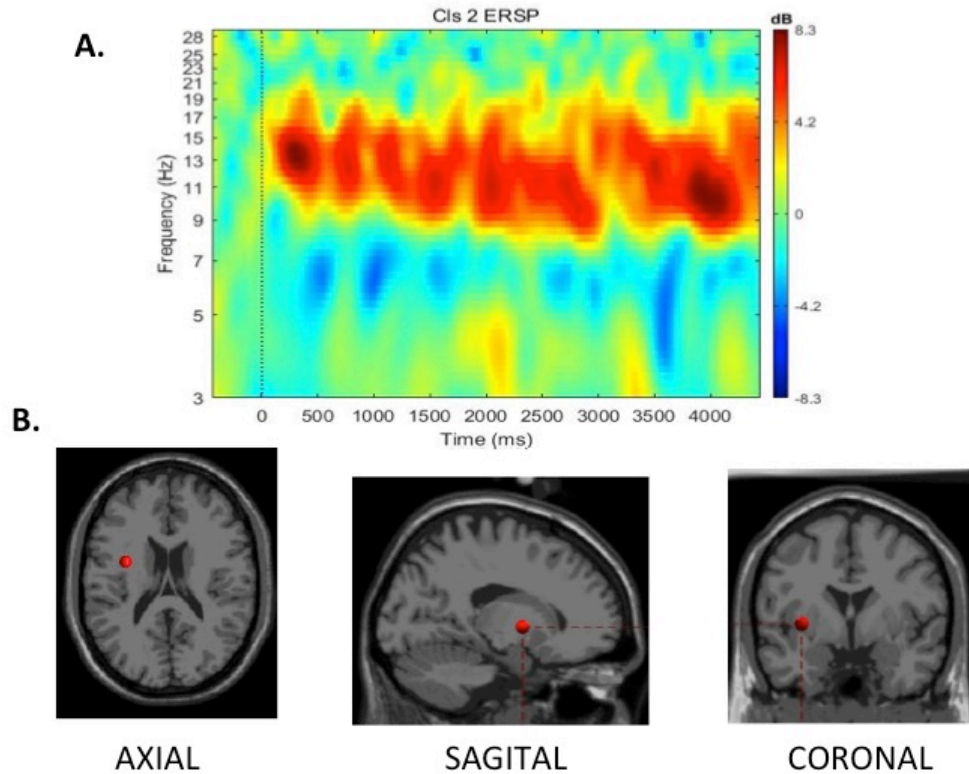 A.
Cls 2 ERSP
dB
28
25
23
21
19
17
15
13
11
9
7
5
3
Frequency (Hz)
8.3
4.2
0
-4.2
-8.3
0 500 1000 1500 2000 2500 3000 3500 4000
Time (ms)
B.
AXIAL SAGITAL CORONAL